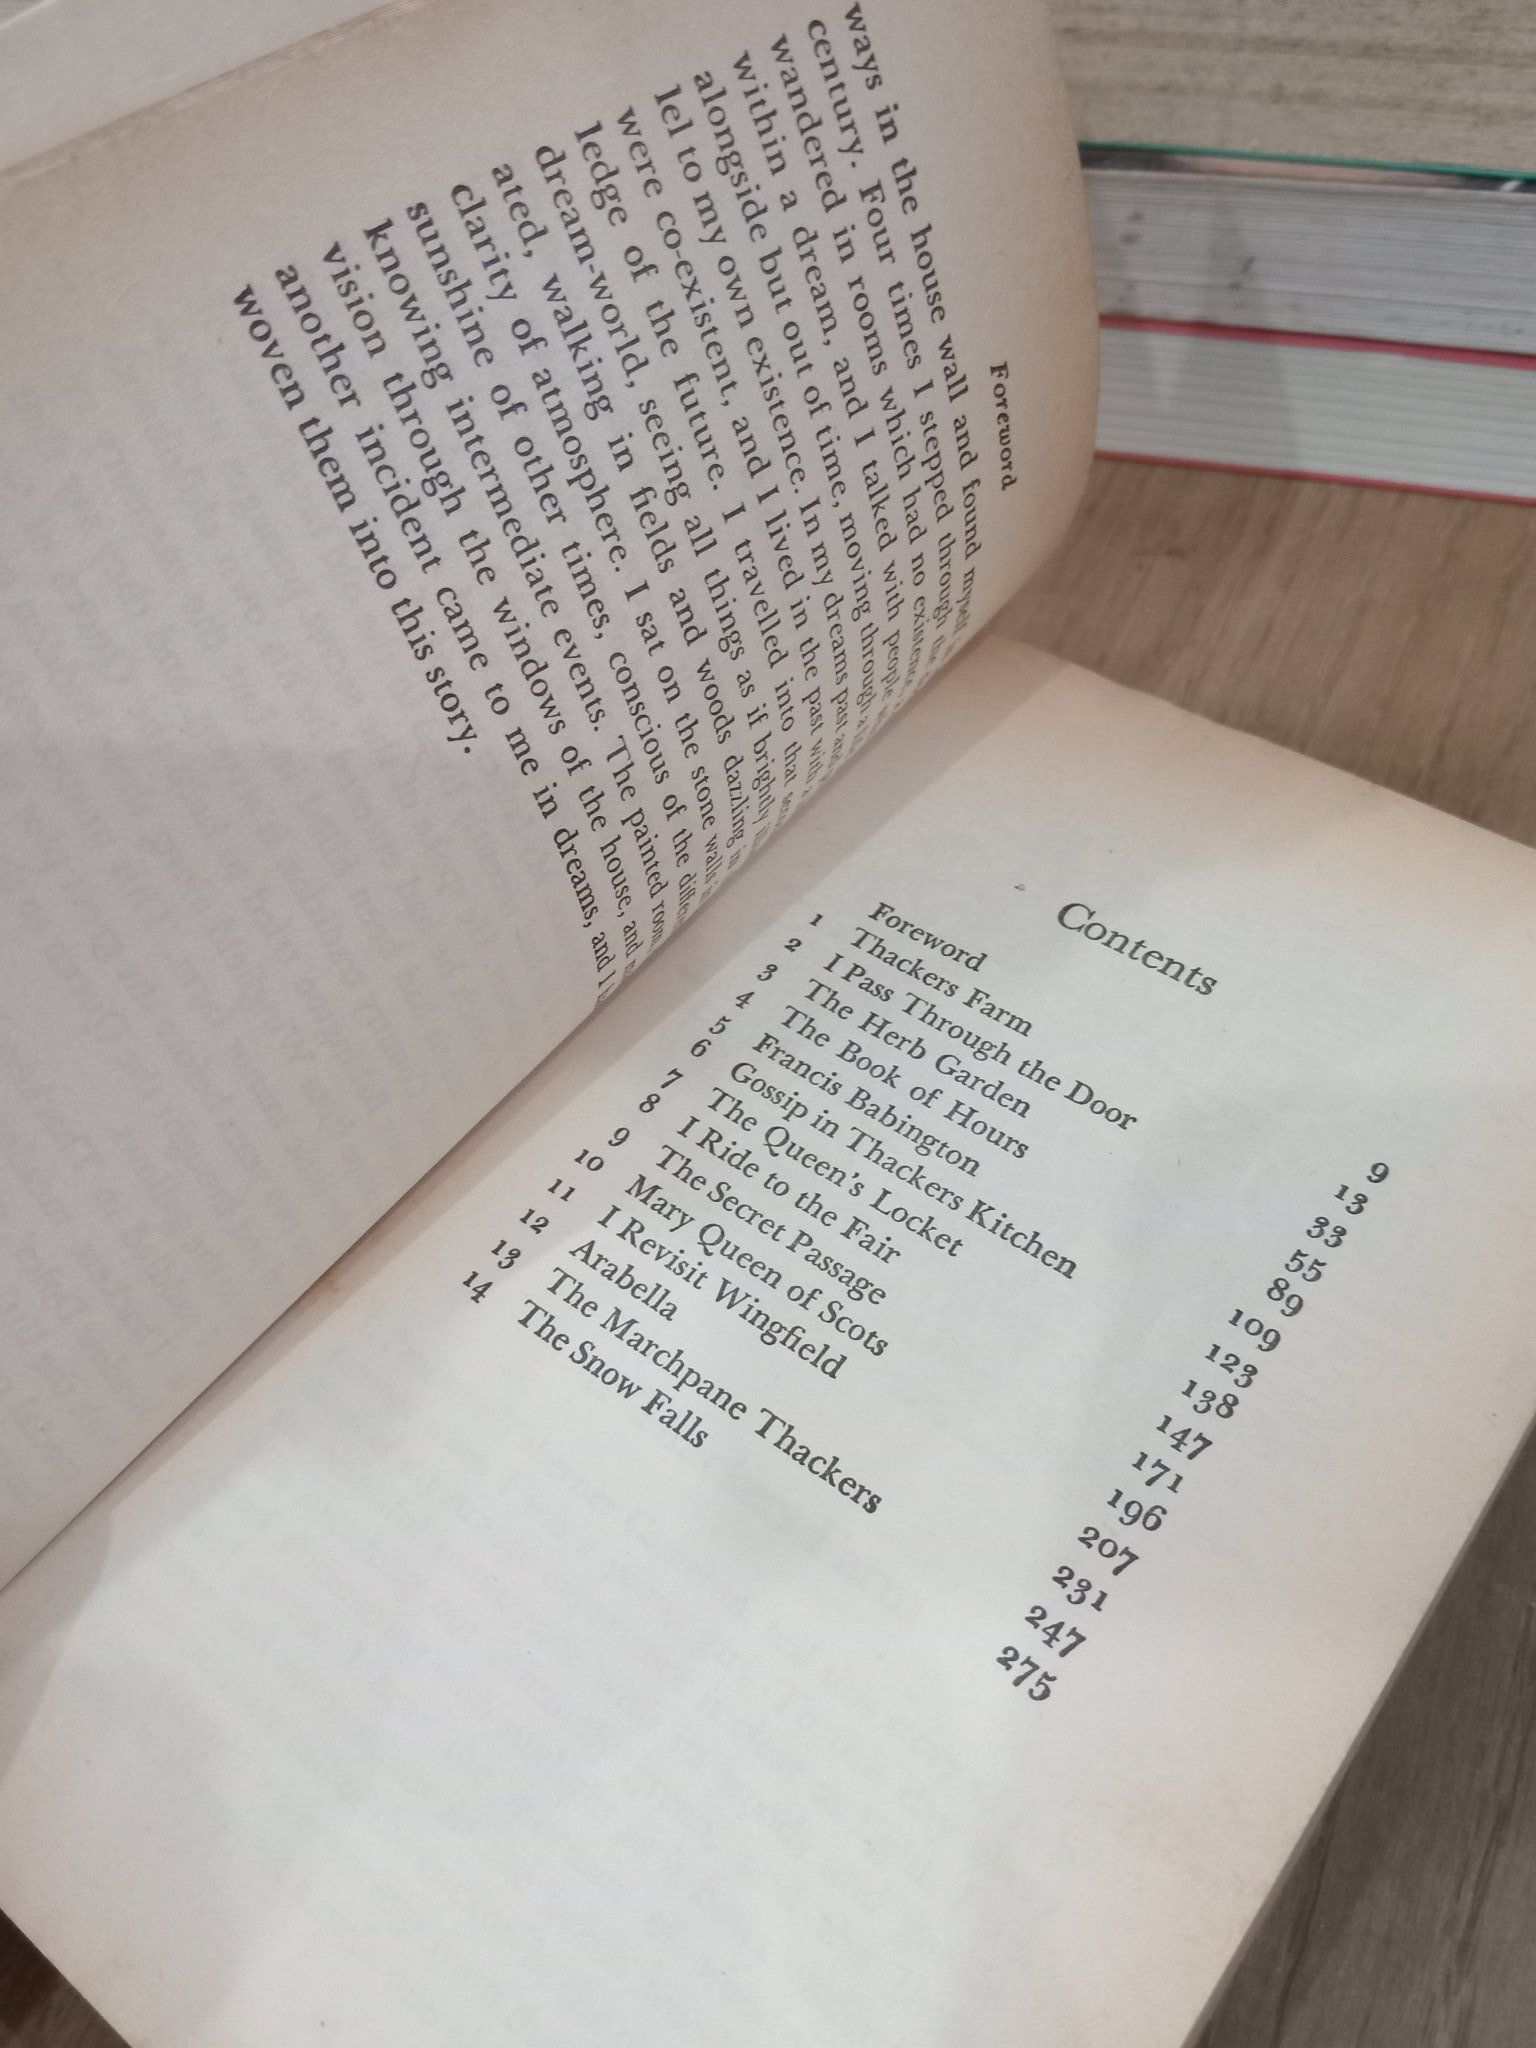 Foreword
ways in the house wall and found myself
century. Four times I stepped through the
wandered in rooms which had no existence
within a dream, and I talked with people
alongside but out of time, moving through a
lel to my own existence. In my dreams past and
were co-existent, and I lived in the past with
ledge of the future. I travelled into that
dream-world, seeing all things as if brightly
ated, walking in fields and woods dazzling in
clarity of atmosphere. I sat on the stone walls
sunshine of other times, conscious of the
knowing intermediate events. The painted room,
vision through the windows of the house, and
another incident came to me in dreams, and I
woven them into this story.
Contents
Foreword 9
1 Thackers Farm 13
2 I Pass Through the Door 33
3 The Herb Garden 55
4 The Book of Hours 89
5 Francis Babington 109
6 Gossip in Thackers Kitchen 123
7 The Queen's Locket 138
8 I Ride to the Fair 147
9 The Secret Passage 171
10 Mary Queen of Scots 196
11 I Revisit Wingfield 207
12 Arabella 231
13 The Marchpane Thackers 247
14 The Snow Falls 275